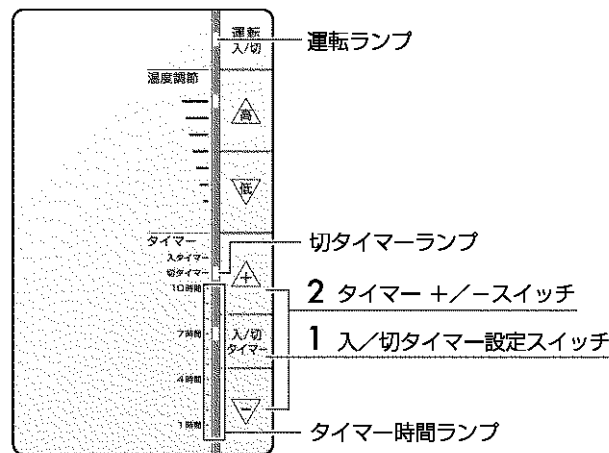 運転
入/切
運転ランプ
温度調節
高
低
タイマー
入タイマー
切タイマー
切タイマーランプ
10時間
+
2 タイマー +/−スイッチ
7時間
入/切
タイマー
1 入/切タイマー設定スイッチ
4時間
−
1時間
タイマー時間ランプ